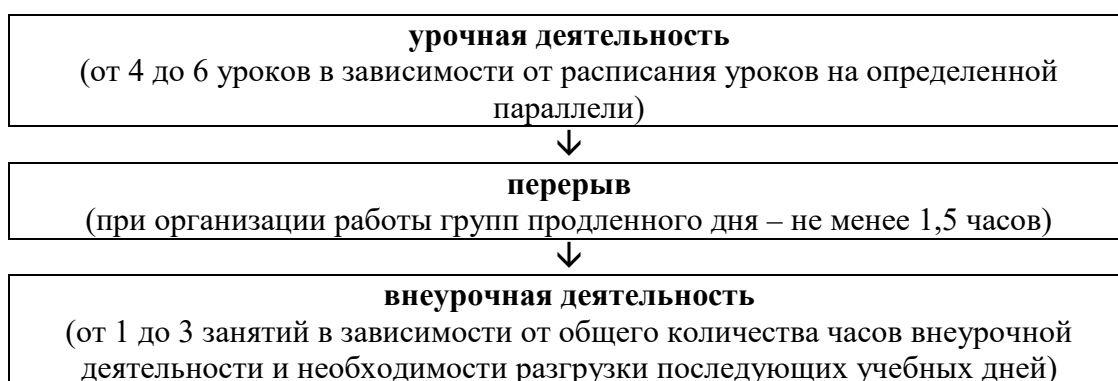 урочная деятельность
(от 4 до 6 уроков в зависимости от расписания уроков на определенной
параллели)
↓
перерыв
(при организации работы групп продленного дня – не менее 1,5 часов)
↓
внеурочная деятельность
(от 1 до 3 занятий в зависимости от общего количества часов внеурочной
деятельности и необходимости разгрузки последующих учебных дней)